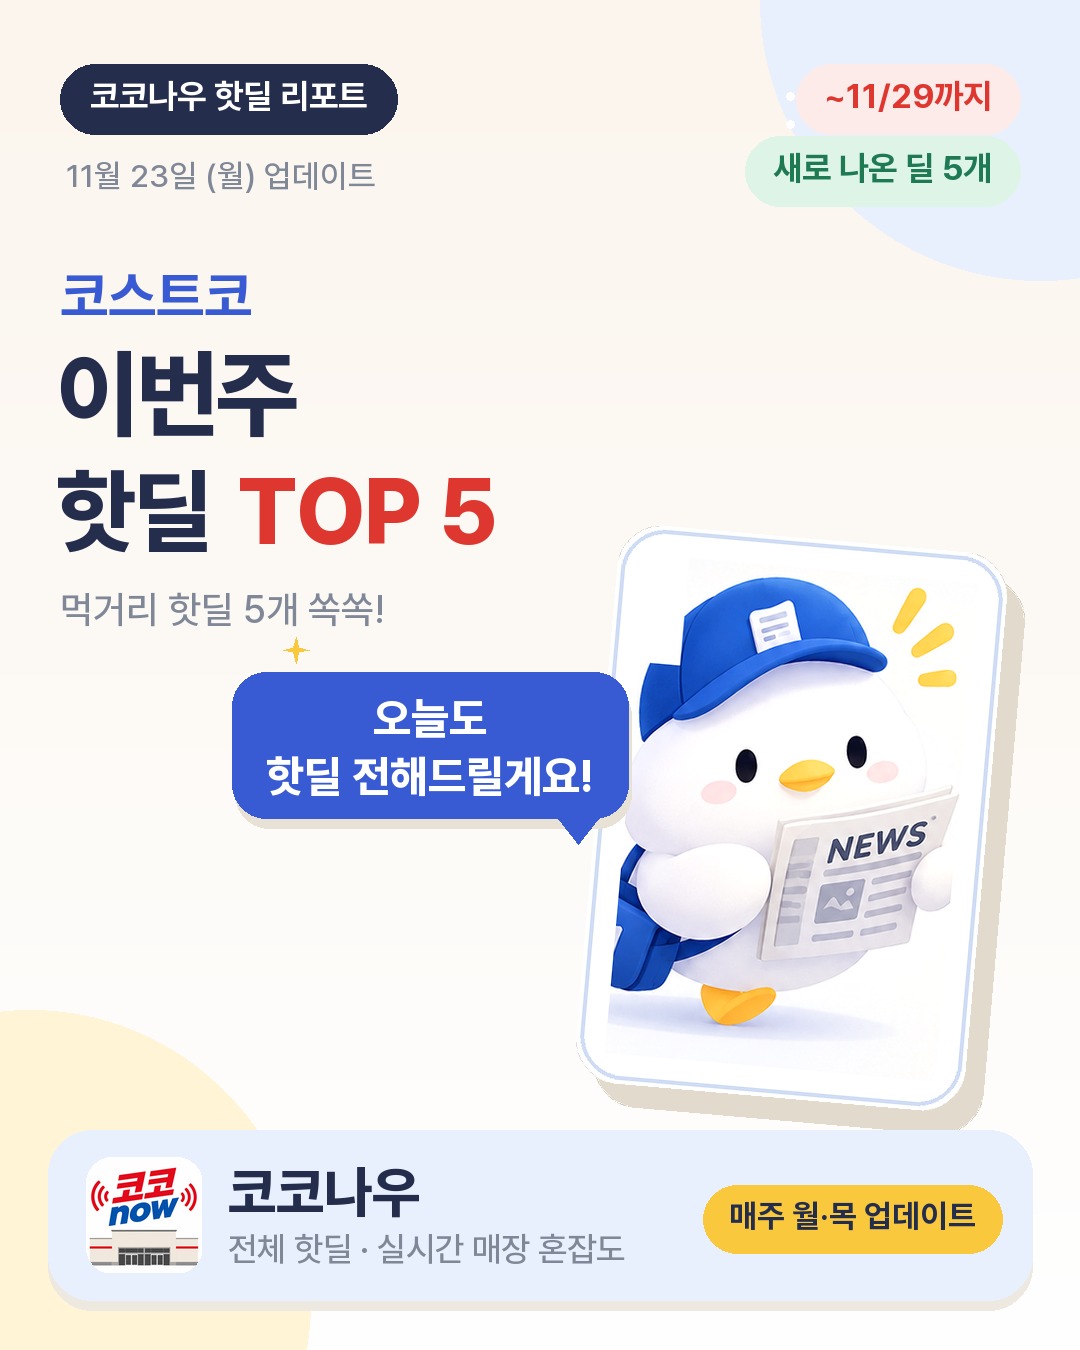 코코나우 핫딜 리포트
~11/29까지
11월 23일 (월) 업데이트
새로 나온 딜 5개
코스트코
이번주
핫딜 TOP 5
먹거리 핫딜 5개 쏙쏙!
오늘도
핫딜 전해드릴게요!
NEWS
코코
now
코코나우
전체 핫딜 · 실시간 매장 혼잡도
매주 월·목 업데이트